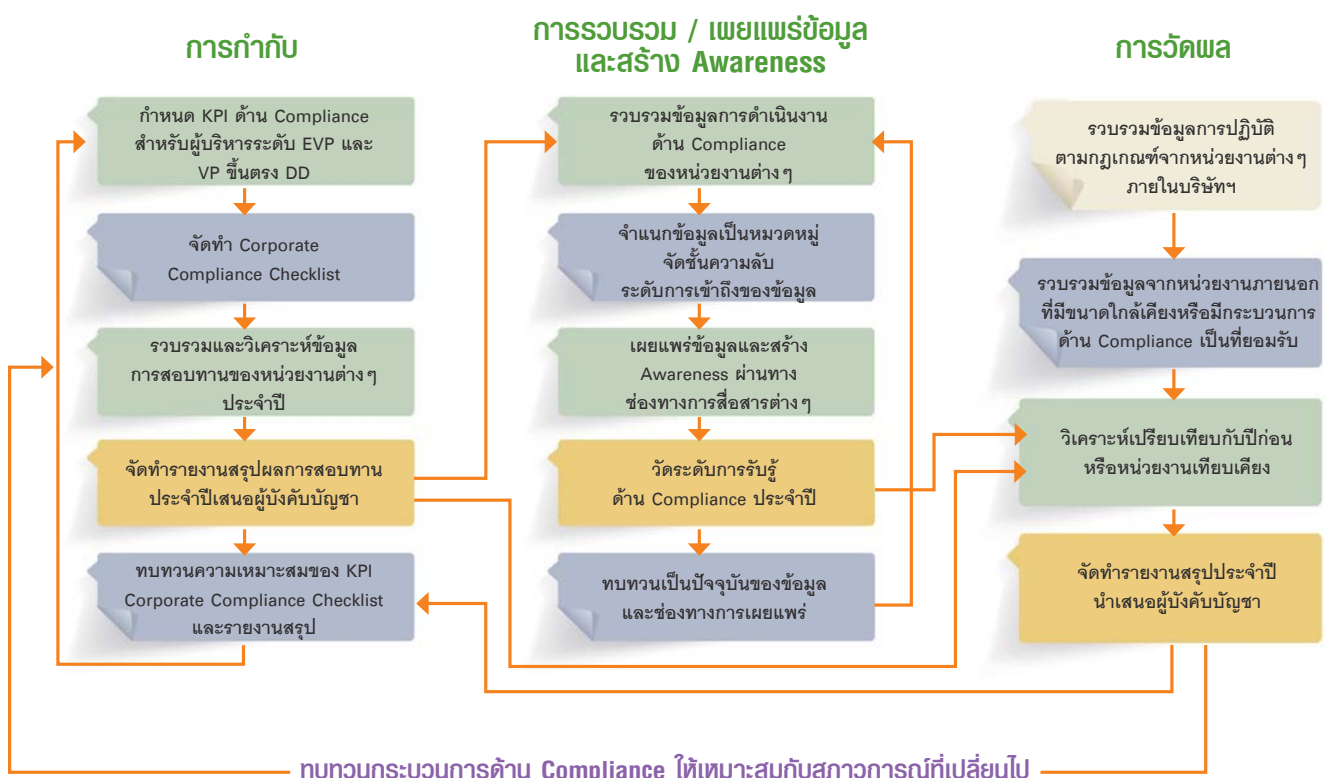 การกำกับ
กำหนด KPI ด้าน Compliance
สำหรับผู้บริหารระดับ EVP และ
VP ขึ้นตรง DD
จัดทำ Corporate
Compliance Checklist
รวบรวมและวิเคราะห์ข้อมูล
การสอบทานของหน่วยงานต่างๆ
ประจำปี
จัดทำรายงานสรุปผลการสอบทาน
ประจำปีเสนอผู้บังคับบัญชา
ทบทวนความเหมาะสมของ KPI
Corporate Compliance Checklist
และรายงานสรุป
การรวบรวม / เผยแพร่ข้อมูล
และสร้าง Awareness
รวบรวมข้อมูลการดำเนินงาน
ด้าน Compliance
ของหน่วยงานต่างๆ
จำแนกข้อมูลเป็นหมวดหมู่
จัดชั้นความลับ
ระดับการเข้าถึงของข้อมูล
เผยแพร่ข้อมูลและสร้าง
Awareness ผ่านทาง
ช่องทางการสื่อสารต่างๆ
วัดระดับการรับรู้
ด้าน Compliance ประจำปี
ทบทวนเป็นปัจจุบันของข้อมูล
และช่องทางการเผยแพร่
การวัดผล
รวบรวมข้อมูลการปฏิบัติ
ตามกฎเกณฑ์จากหน่วยงานต่างๆ
ภายในบริษัทฯ
รวบรวมข้อมูลจากหน่วยงานภายนอก
ที่มีขนาดใกล้เคียงหรือมีกระบวนการ
ด้าน Compliance เป็นที่ยอมรับ
วิเคราะห์เปรียบเทียบกับปีก่อน
หรือหน่วยงานเทียบเคียง
จัดทำรายงานสรุปประจำปี
นำเสนอผู้บังคับบัญชา
ทบทวนกระบวนการด้าน Compliance ให้เหมาะสมกับสภาวการณ์ที่เปลี่ยนไป